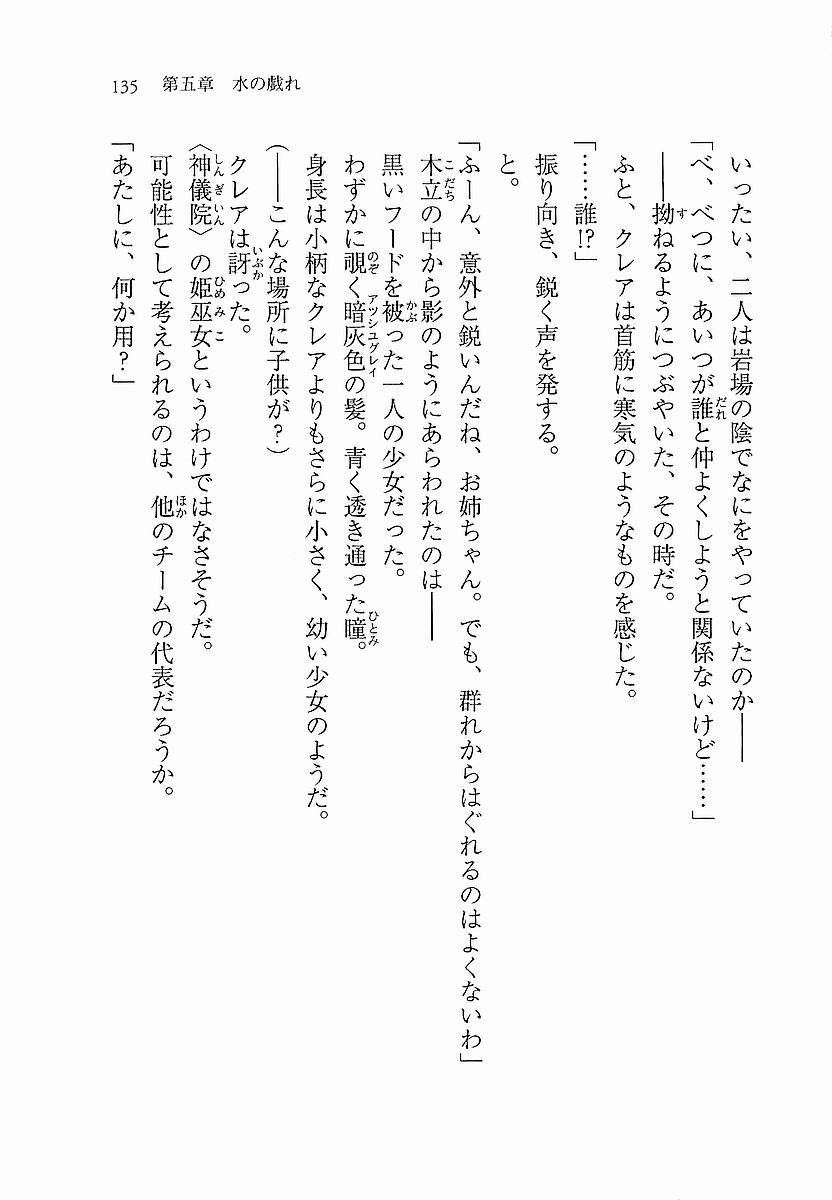 135　第五章　水の戯れ
いったい、二人は岩場の陰でなにをやっていたのか――
「べ、べつに、あいつが誰と仲よくしようと関係ないけど……」
――拗ねるようにつぶやいた、その時だ。
ふと、クレアは首筋に寒気のようなものを感じた。
「……誰!?」
振り向き、鋭く声を発する。
と。
「ふーん、意外と鋭いんだね、お姉ちゃん。でも、群れからはぐれるのはよくないわ」
木立の中から影のようにあらわれたのは――
黒いフードを被った一人の少女だった。
わずかに覗く暗灰色の髪。青く透き通った瞳。
身長は小柄なクレアよりもさらに小さく、幼い少女のようだ。
(――こんな場所に子供が?)
クレアは訝った。
〈神儀院〉の姫巫女というわけではなさそうだ。
可能性として考えられるのは、他のチームの代表だろうか。
「あたしに、何か用?」